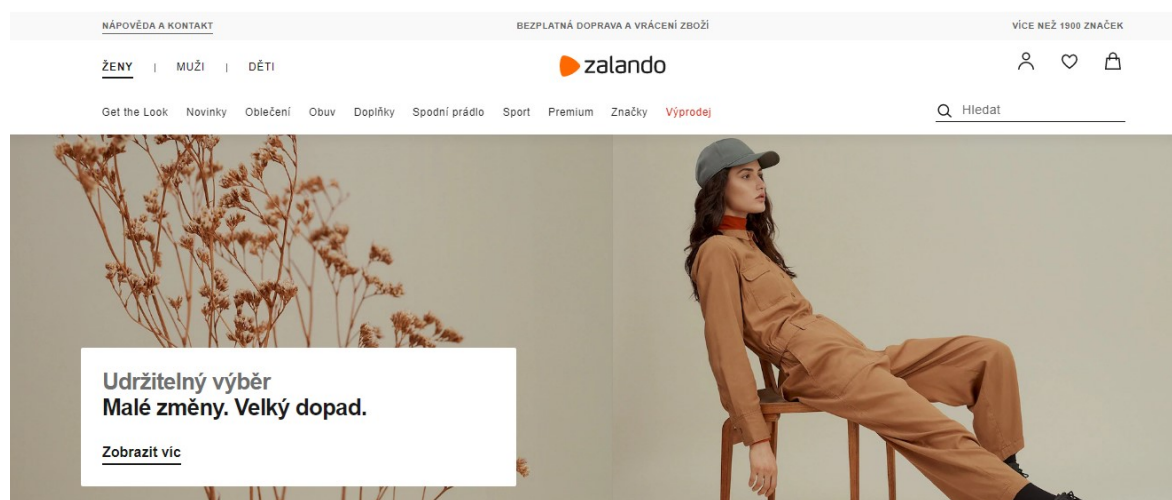 NÁPOVĚDA A KONTAKT
BEZPLATNÁ DOPRAVA A VRÁCENÍ ZBOŽÍ
VÍCE NEŽ 1900 ZNAČEK
ŽENY | MUŽI | DĚTI
zalando
Get the Look Novinky Oblečení Obuv Doplňky Spodní prádlo Sport Premium Značky Výprodej
Hledat
Udržitelný výběr
Malé změny. Velký dopad.
Zobrazit víc